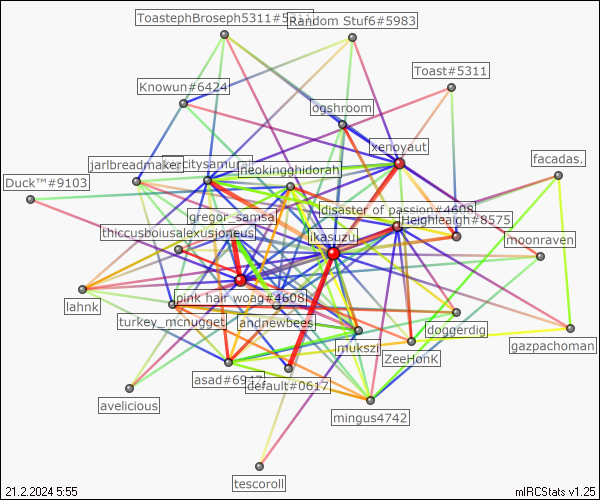 ToastephBroseph5311#5311
Random Stuf6#5983
Toast#5311
Knowun#6424
ogshroom
xenoyaut
jarlbreadmaker
neokingghidorah
facadas.
Duck™#9103
gregor_samsa
disaster of passion#4608
Heighleaigh#8575
thiccusboiusalexusjoneus
ikasuzu
moonraven
lahnk
pink hair woag#4608
turkey_mcnugget
andnewbees
doggerdig
mukszi
ZeeHonk
gazpachoman
asad#6947
default#0617
avelicious
mingus4742
tescoroll
21.2.2024 5:55
mIRCStats v1.25